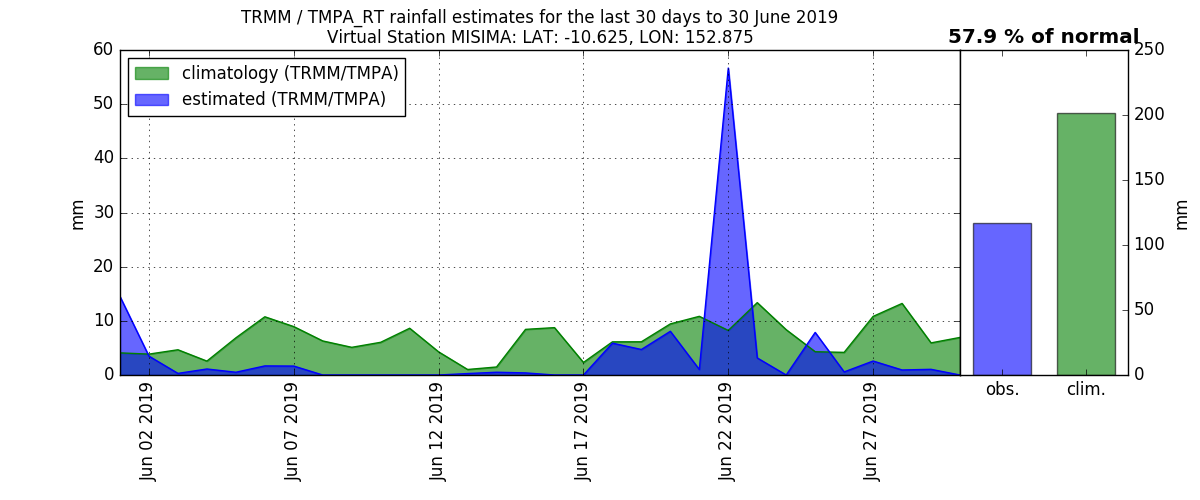 TRMM / TMPA_RT rainfall estimates for the last 30 days to 30 June 2019
Virtual Station MISIMA: LAT: -10.625, LON: 152.875
57.9 % of normal
climatology (TRMM/TMPA)
estimated (TRMM/TMPA)
60
50
40
30
20
10
0
mm
Jun 02 2019
Jun 07 2019
Jun 12 2019
Jun 17 2019
Jun 22 2019
Jun 27 2019
obs.
clim.
250
200
150
100
50
0
mm